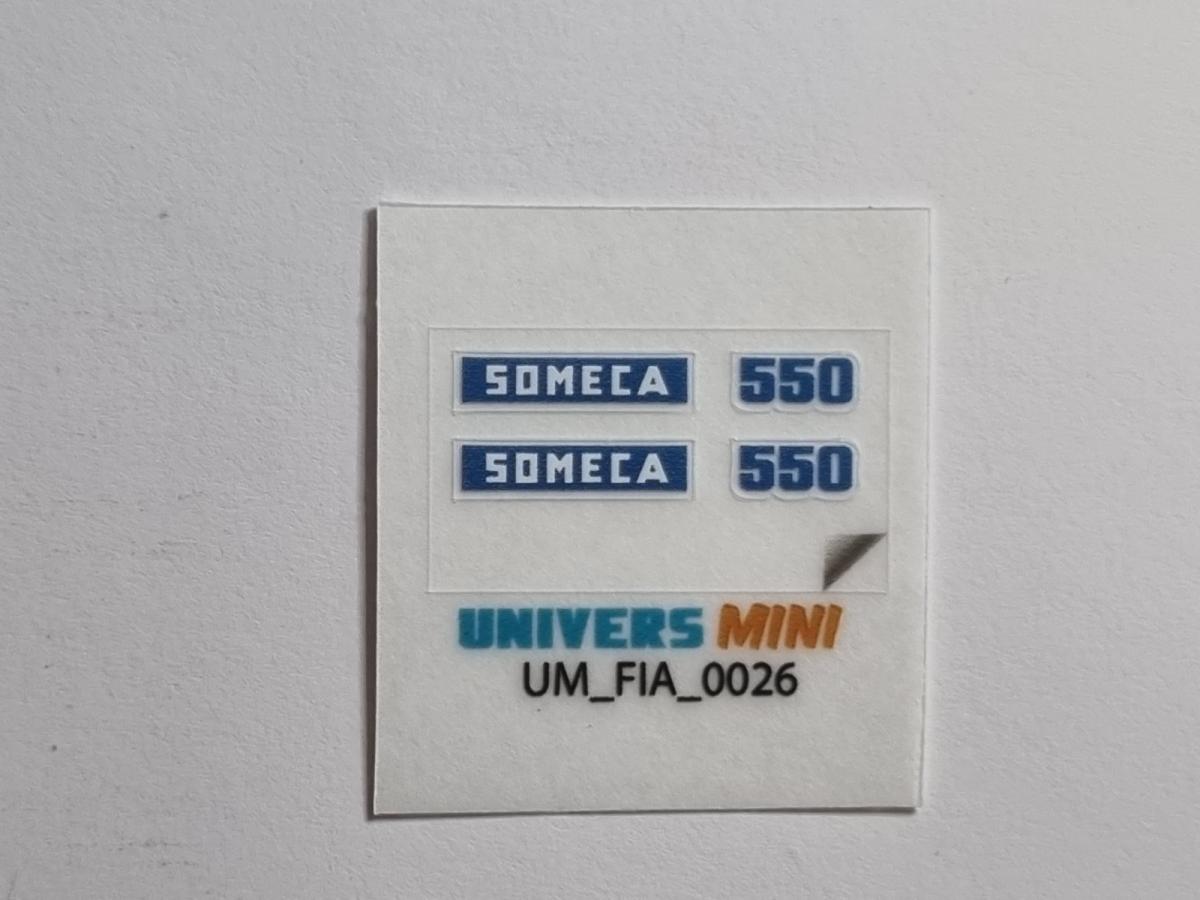 SOMECA 550
SOMECA 550
UNIVERS MINI
UM_FIA_0026